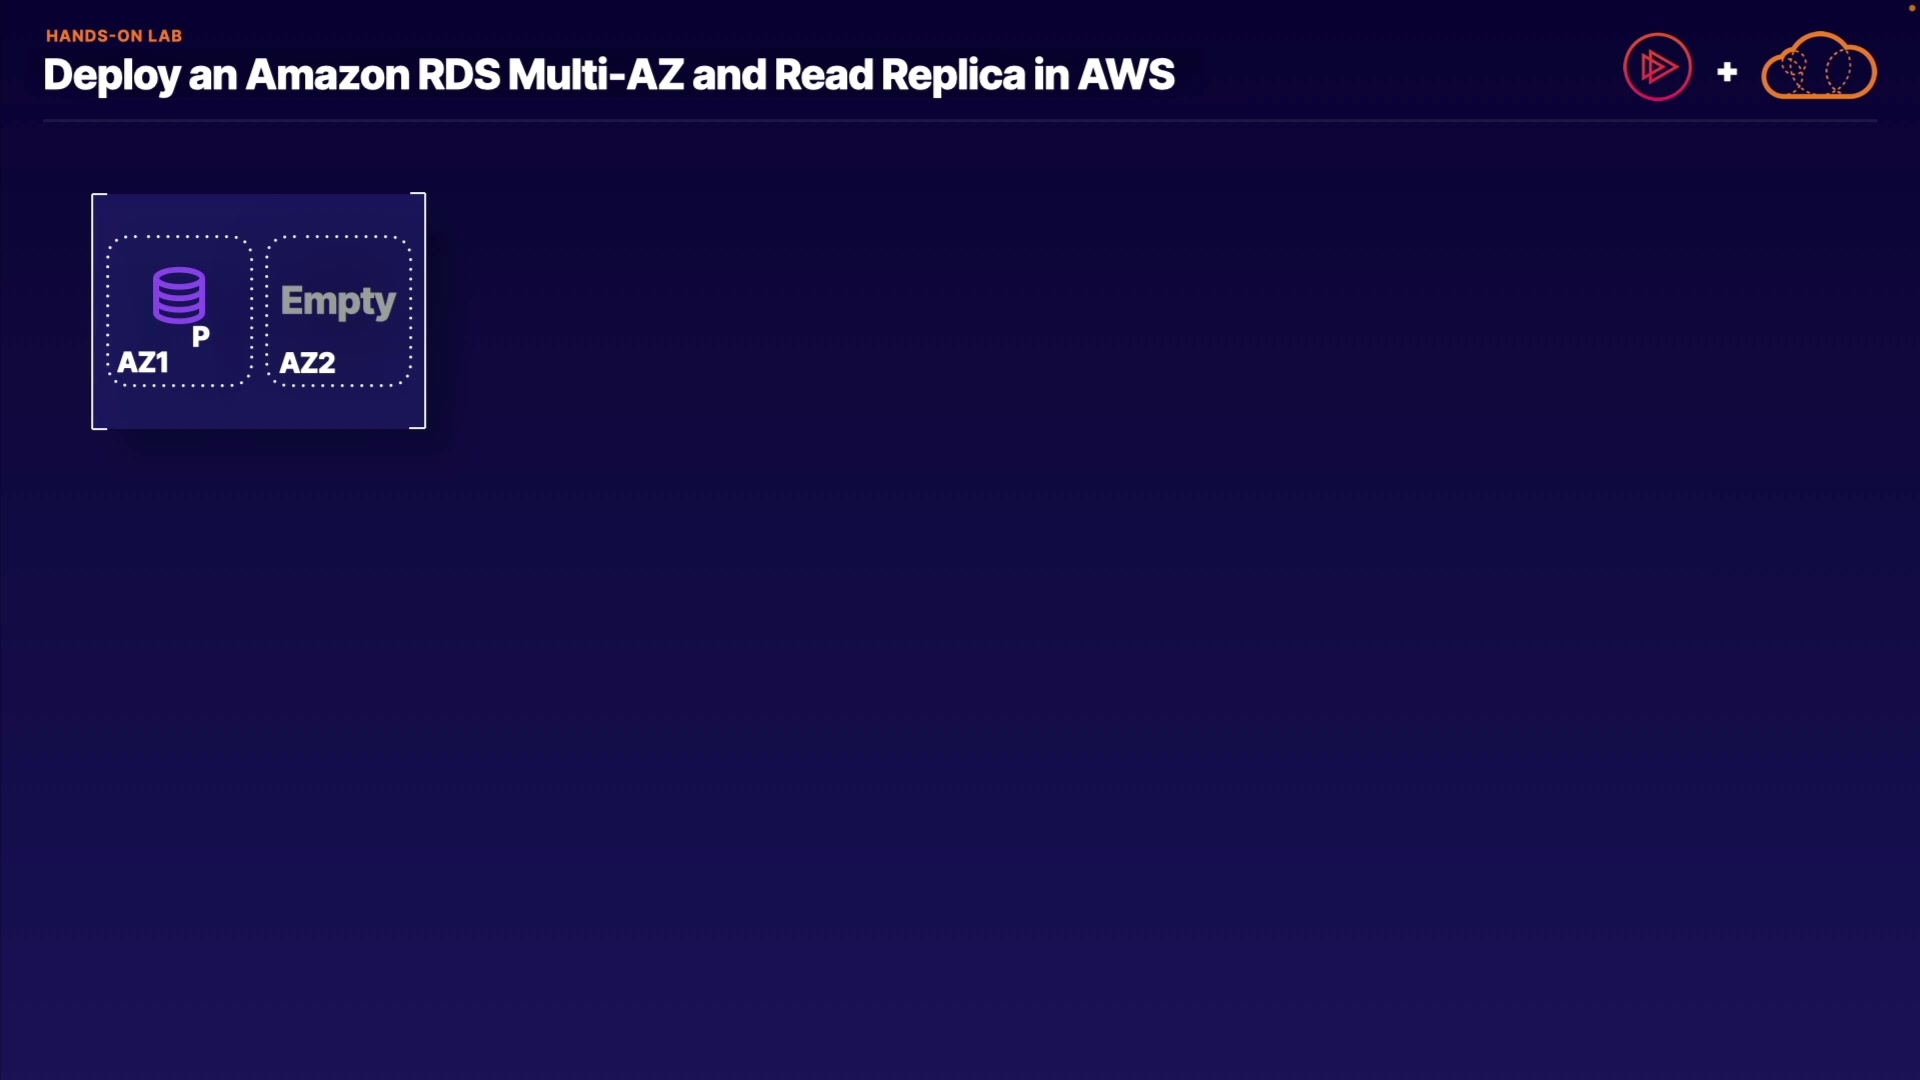 HANDS-ON LAB
Deploy an Amazon RDS Multi-AZ and Read Replica in AWS
+
Empty
P
AZ1
AZ2